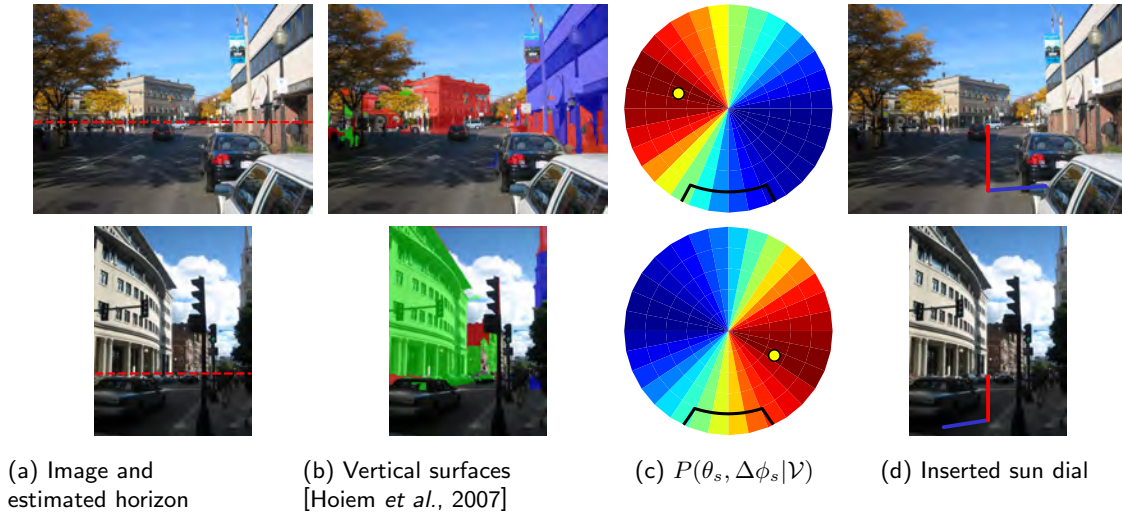 (a) Image and
estimated horizon
(b) Vertical surfaces
[Hoiem et al., 2007]
(c) P(θₛ, Δϕₛ|𝒱)
(d) Inserted sun dial